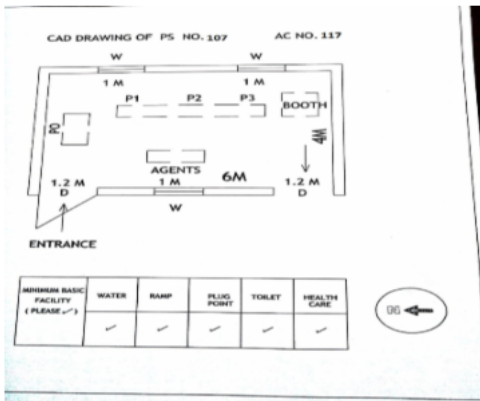 CAD DRAWING OF PS NO. 107 AC NO. 117
W W
1 M 1 M
P1 P2 P3
BOOTH
PO
4M
AGENTS
1.2 M 1 M 6M 1.2 M
D D
W
ENTRANCE
MINIMUM BASIC FACILITY ( PLEASE ✓ ) WATER RAMP PLUG POINT TOILET HEALTH CARE
✓ ✓ ✓ ✓ ✓
N